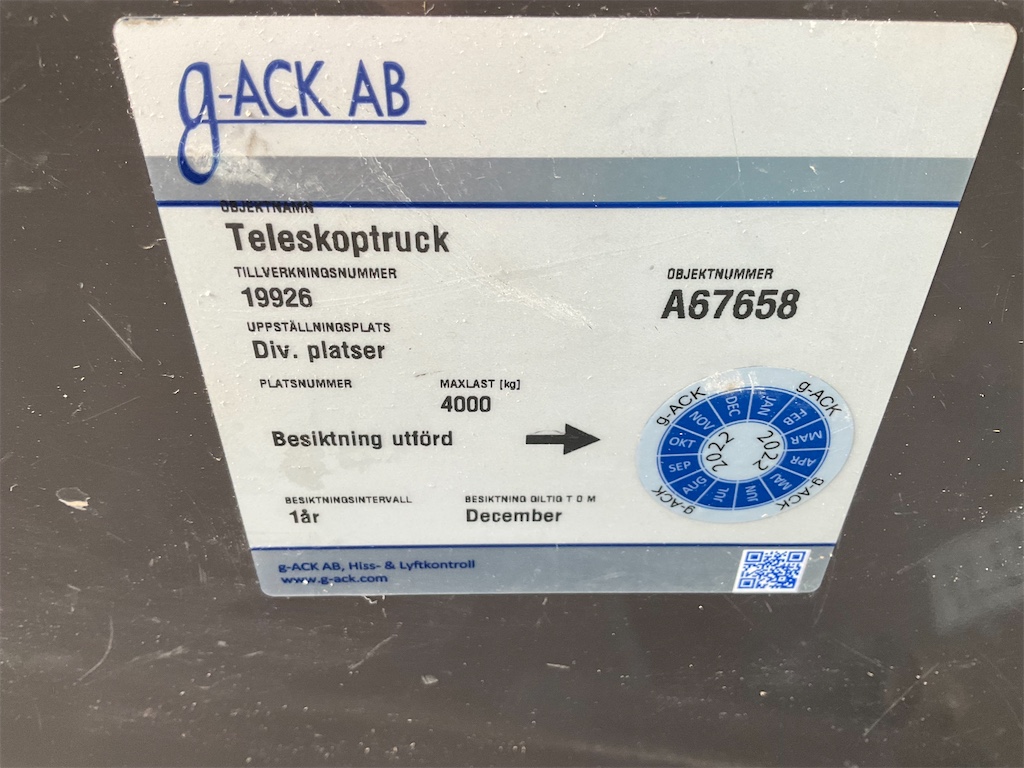 g-ACK AB
OBJEKTNAMN
Teleskoptruck
TILLVERKNINGSNUMMER
19926
OBJEKTNUMMER
A67658
UPPSTÄLLNINGSPLATS
Div. platser
PLATSNUMMER
MAXLAST [kg]
4000
Besiktning utförd
g-ACK
g-ACK
g-ACK
g-ACK
JAN
FEB
MAR
APR
MAJ
JUN
JUL
AUG
SEP
OKT
NOV
DEC
2022
2022
BESIKTNINGSINTERVALL
1år
BESIKTNING GILTIG T O M
December
g-ACK AB, Hiss- & Lyftkontroll
www.g-ack.com